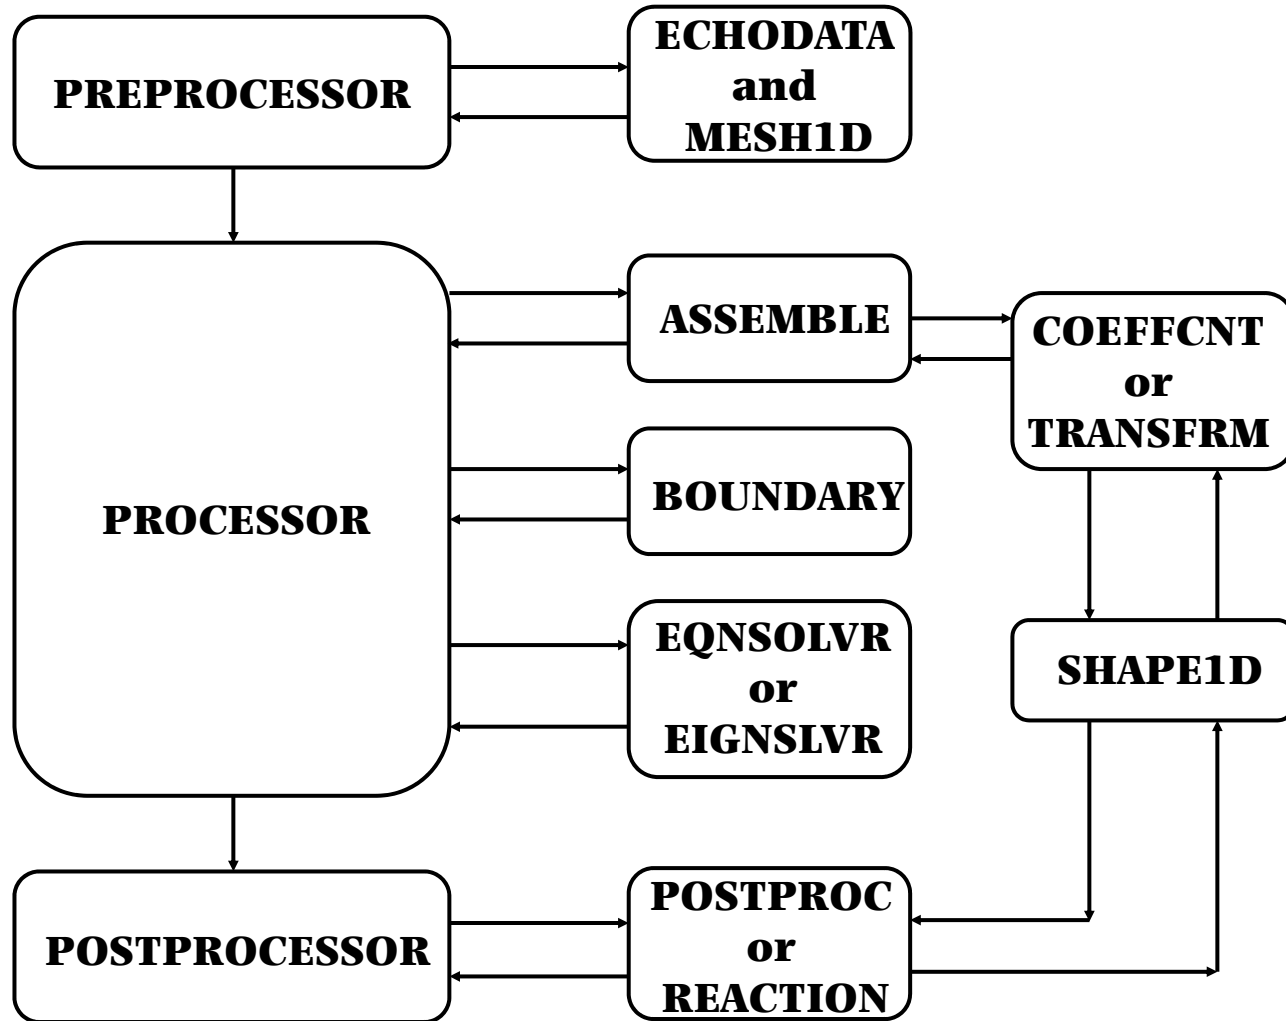 PREPROCESSOR
ECHODATA
and
MESH1D
ASSEMBLE
COEFFCNT
or
TRANSFRM
PROCESSOR
BOUNDARY
EQNSOLVR
or
EIGNSLVR
SHAPE1D
POSTPROCESSOR
POSTPROC
or
REACTION